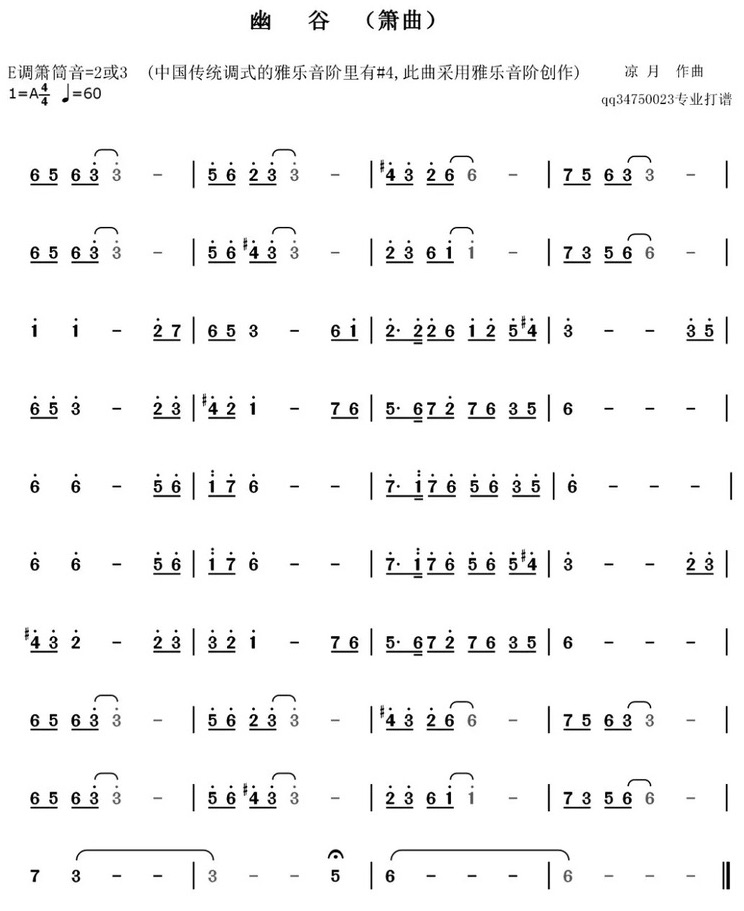 幽 谷 （箫曲）
E调箫筒音=2或3 (中国传统调式的雅乐音阶里有#4,此曲采用雅乐音阶创作) 凉 月 作曲
1=A4/4 ♩=60 qq34750023专业打谱
6 5 6 3 3 - | 5 6 2 3 3 - | #4 3 2 6 6 - | 7 5 6 3 3 - |
6 5 6 3 3 - | 5 6 #4 3 3 - | 2 3 6 1 1 - | 7 3 5 6 6 - |
1 1 - 2 7 | 6 5 3 - 6 1 | 2· 2 2 6 1 2 5 #4 | 3 - - 3 5 |
6 5 3 - 2 3 | #4 2 1 - 7 6 | 5· 6 7 2 7 6 3 5 | 6 - - - |
6 6 - 5 6 | 1 7 6 - - | 7· 1 7 6 5 6 3 5 | 6 - - - |
6 6 - 5 6 | 1 7 6 - - | 7· 1 7 6 5 6 5 #4 | 3 - - 2 3 |
#4 3 2 - 2 3 | 3 2 1 - 7 6 | 5· 6 7 2 7 6 3 5 | 6 - - - |
6 5 6 3 3 - | 5 6 2 3 3 - | #4 3 2 6 6 - | 7 5 6 3 3 - |
6 5 6 3 3 - | 5 6 #4 3 3 - | 2 3 6 1 1 - | 7 3 5 6 6 - |
7 3 - - | 3 - - 5 | 6 - - - | 6 - - - ‖